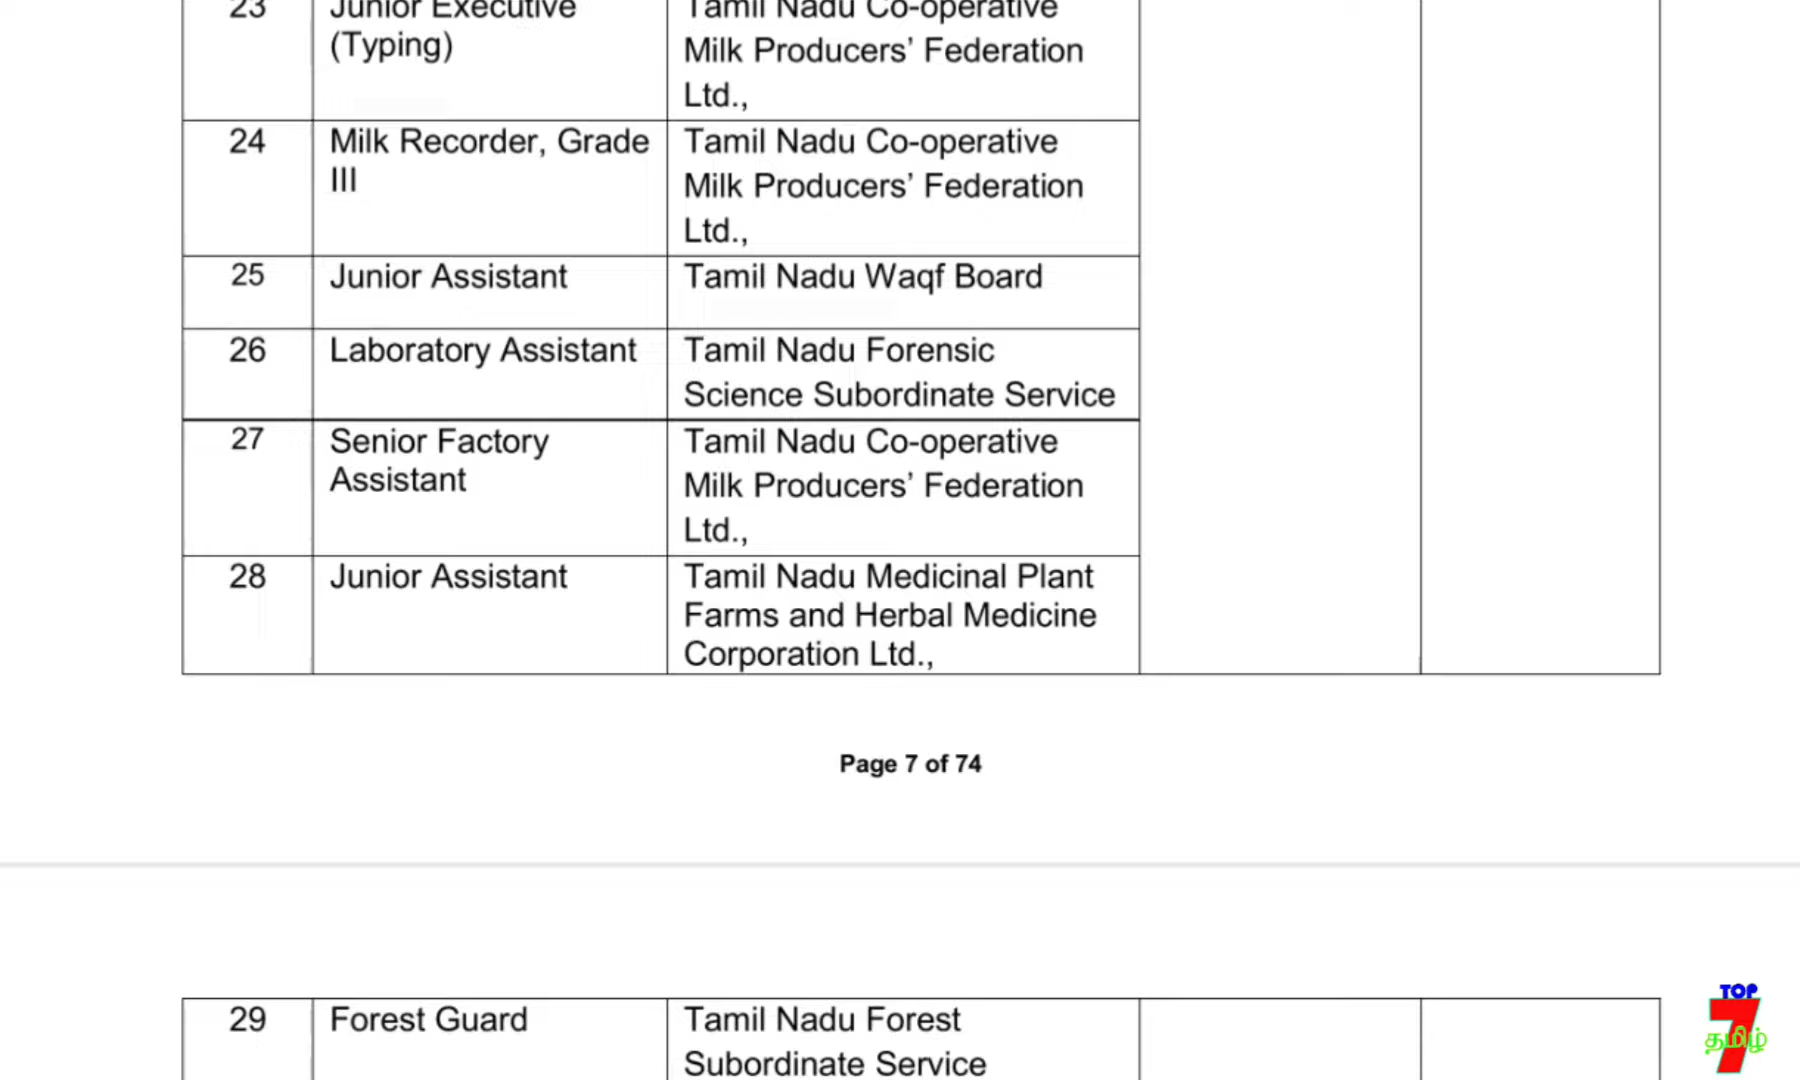 23 Junior Executive Tamil Nadu Co-operative
(Typing) Milk Producers’ Federation
Ltd.,
24 Milk Recorder, Grade Tamil Nadu Co-operative
III Milk Producers’ Federation
Ltd.,
25 Junior Assistant Tamil Nadu Waqf Board
26 Laboratory Assistant Tamil Nadu Forensic
Science Subordinate Service
27 Senior Factory Tamil Nadu Co-operative
Assistant Milk Producers’ Federation
Ltd.,
28 Junior Assistant Tamil Nadu Medicinal Plant
Farms and Herbal Medicine
Corporation Ltd.,
Page 7 of 74
29 Forest Guard Tamil Nadu Forest
Subordinate Service
TOP
7
தமிழ்